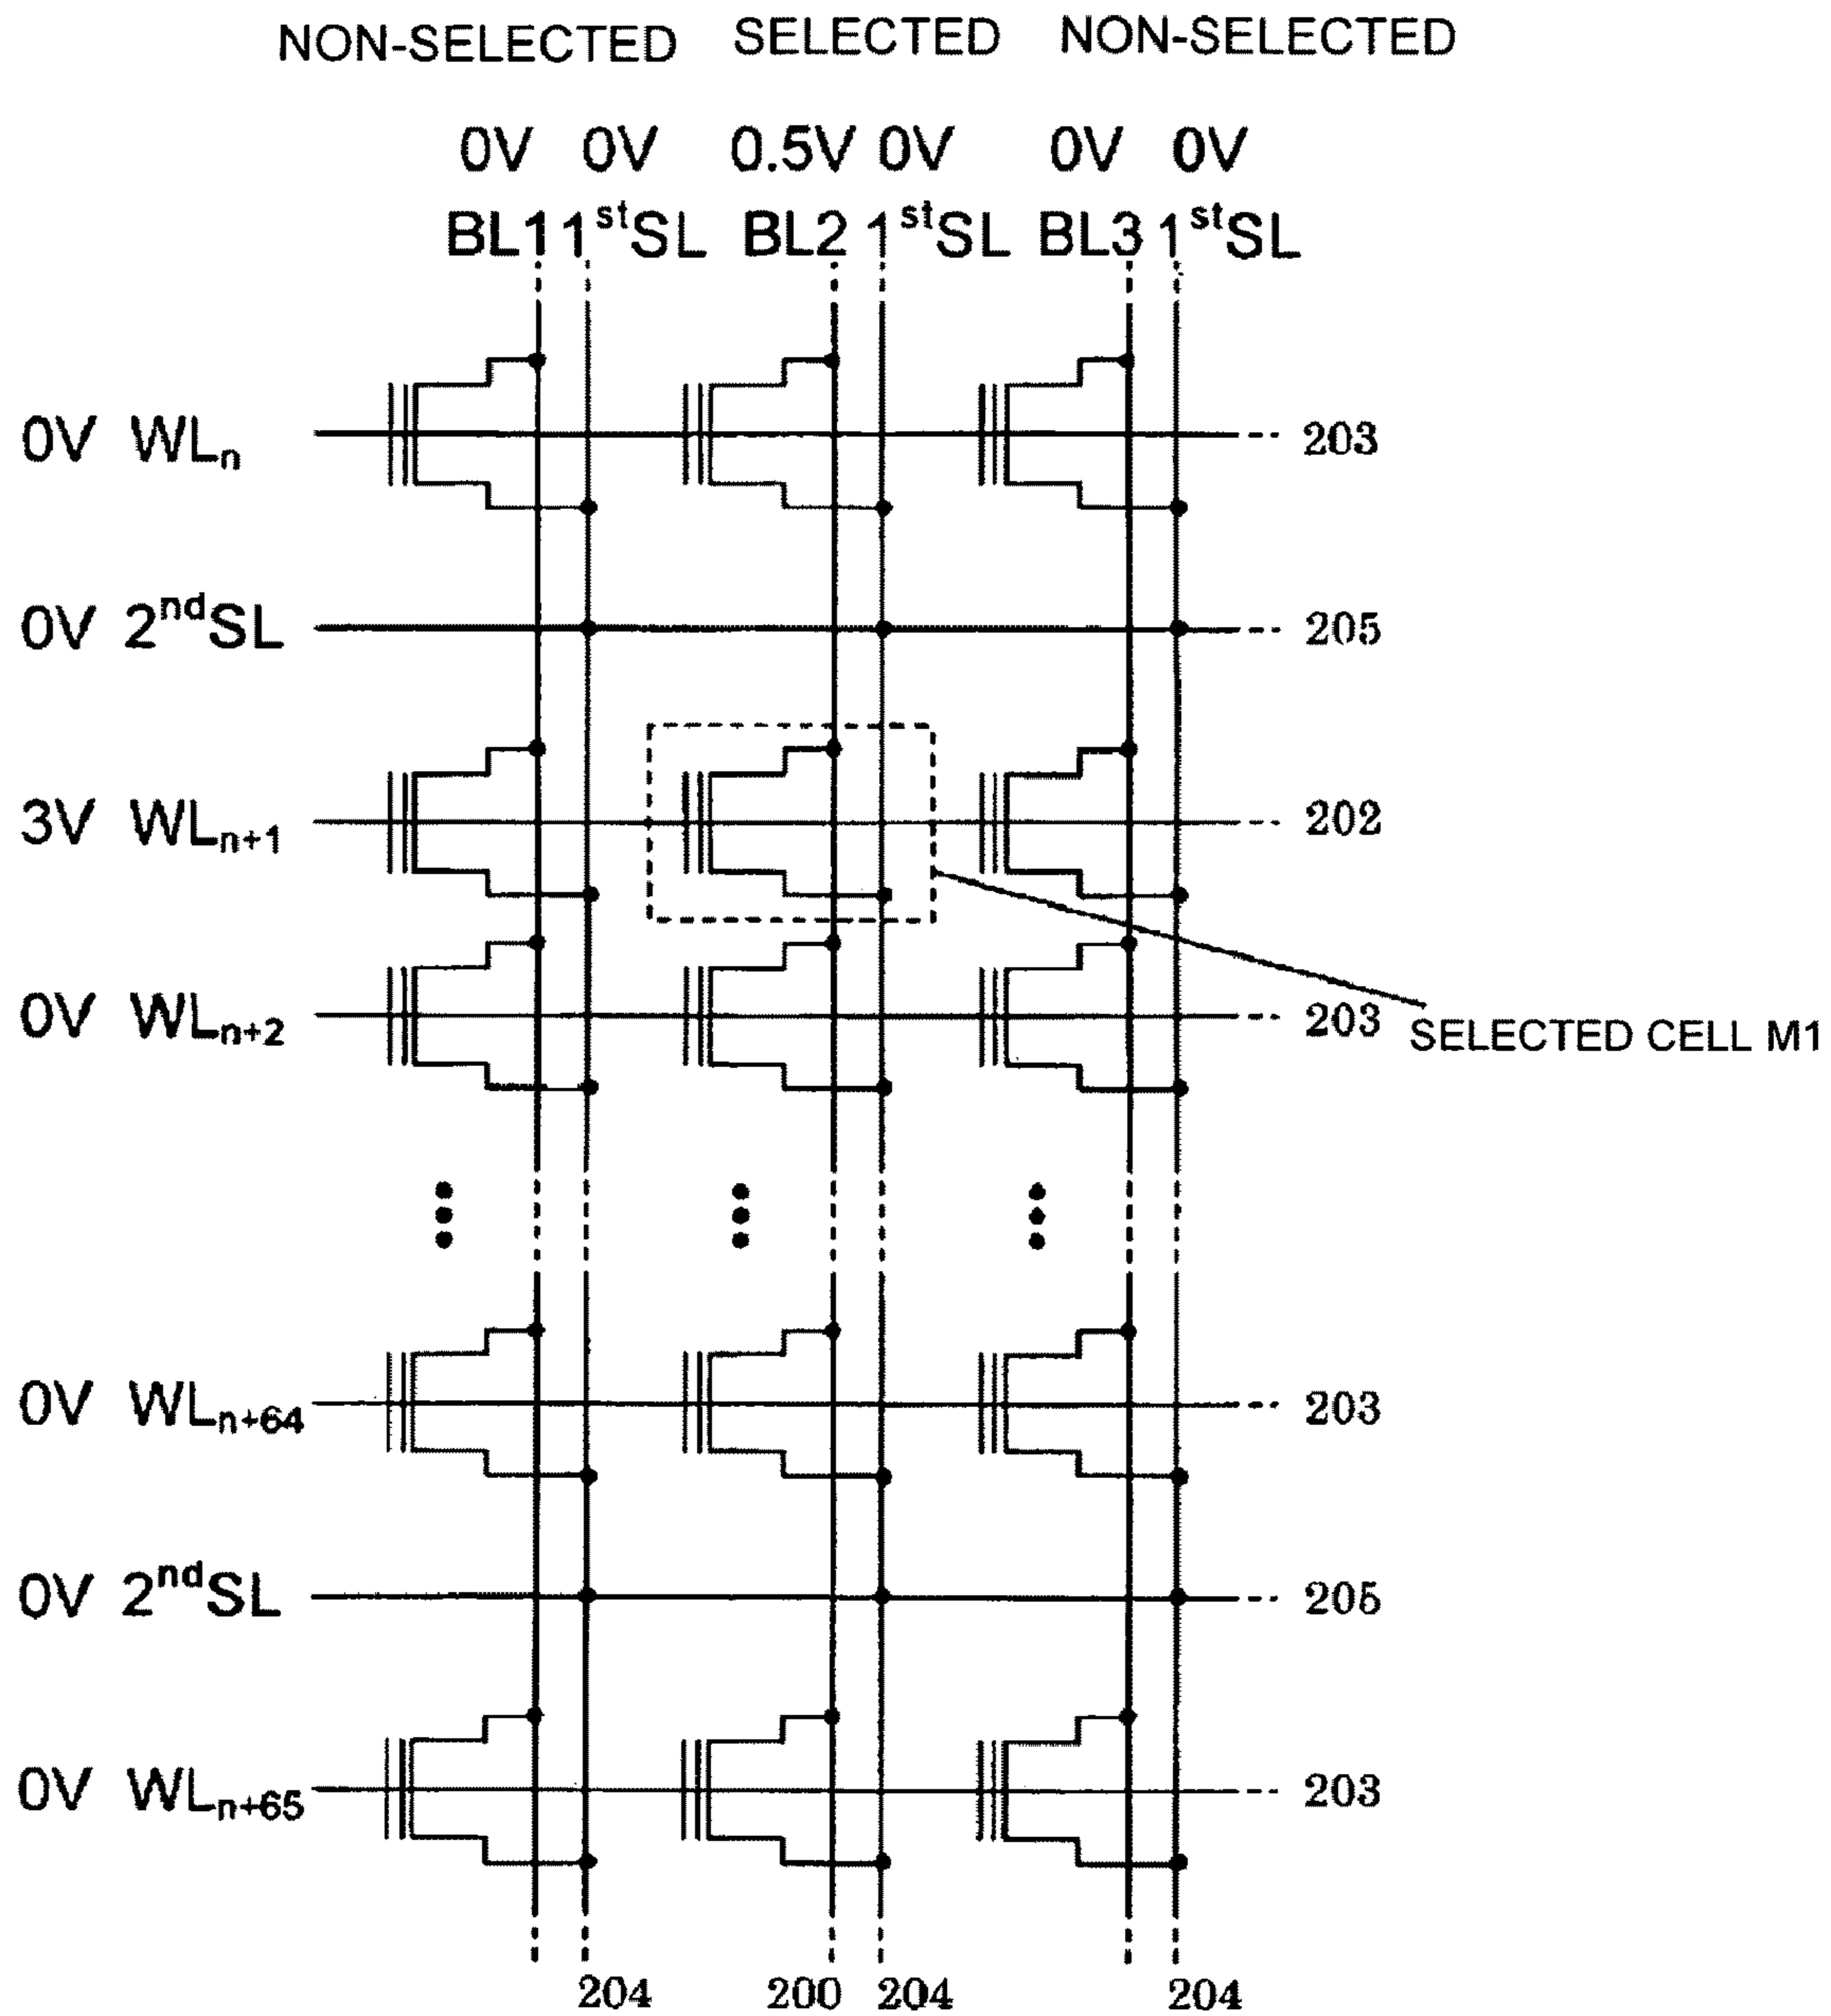 NON-SELECTED SELECTED NON-SELECTED
0V 0V 0.5V 0V 0V 0V
BL1 1stSL BL2 1stSL BL3 1stSL
0V WLn 203
0V 2ndSL 205
3V WLn+1 202
0V WLn+2 203
SELECTED CELL M1
0V WLn+64 203
0V 2ndSL 205
0V WLn+65 203
204 200 204 204